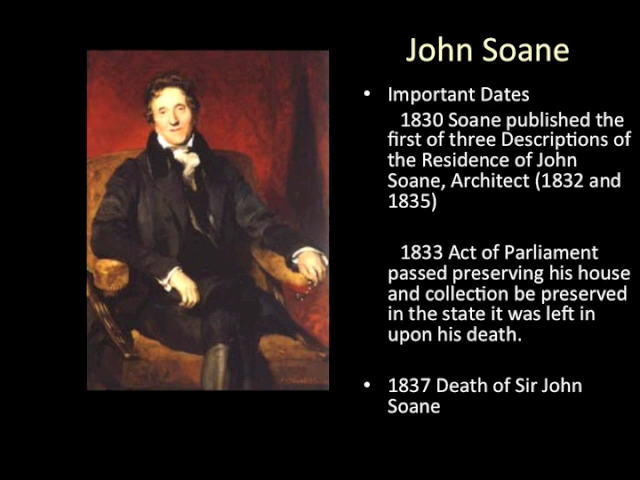 John Soane
• Important Dates
1830 Soane published the
first of three Descriptions of
the Residence of John
Soane, Architect (1832 and
1835)
1833 Act of Parliament
passed preserving his house
and collection be preserved
in the state it was left in
upon his death.
• 1837 Death of Sir John
Soane